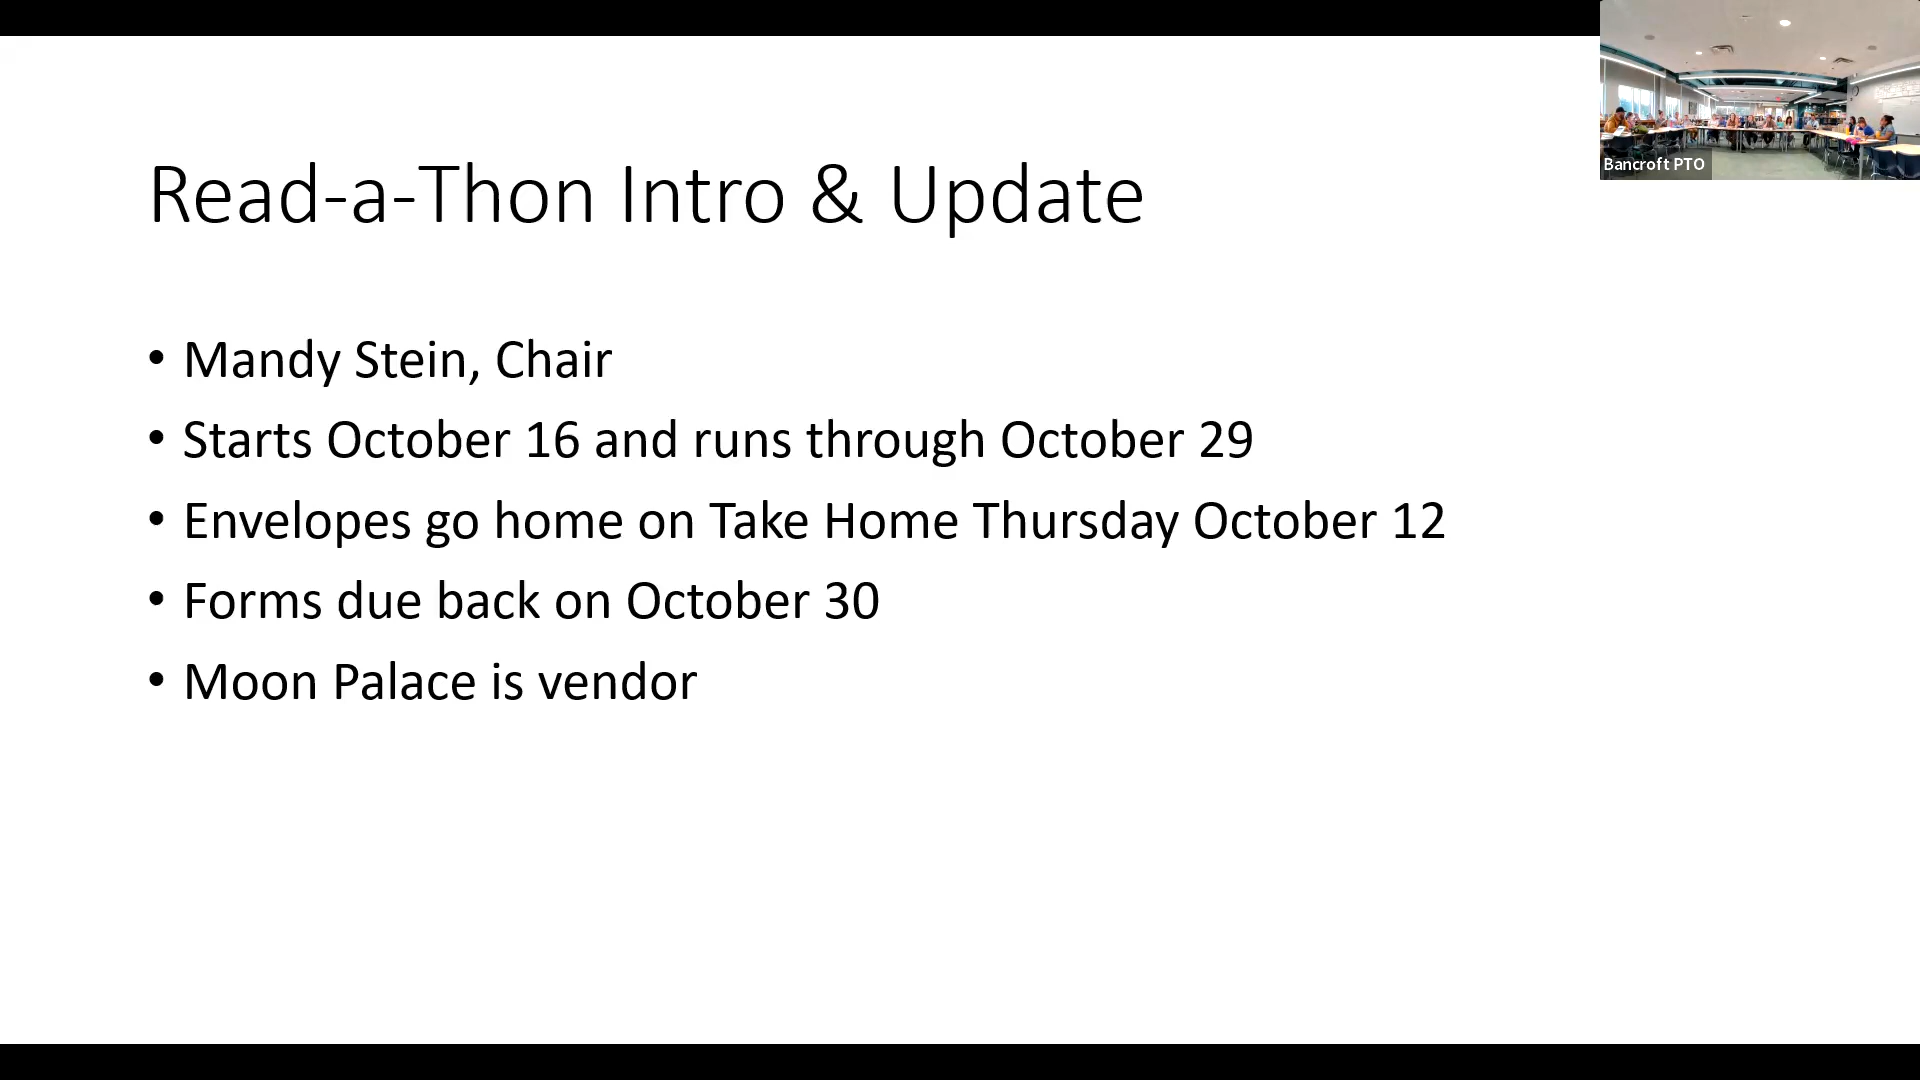 Bancroft PTO
Read-a-Thon Intro & Update
• Mandy Stein, Chair
• Starts October 16 and runs through October 29
• Envelopes go home on Take Home Thursday October 12
• Forms due back on October 30
• Moon Palace is vendor